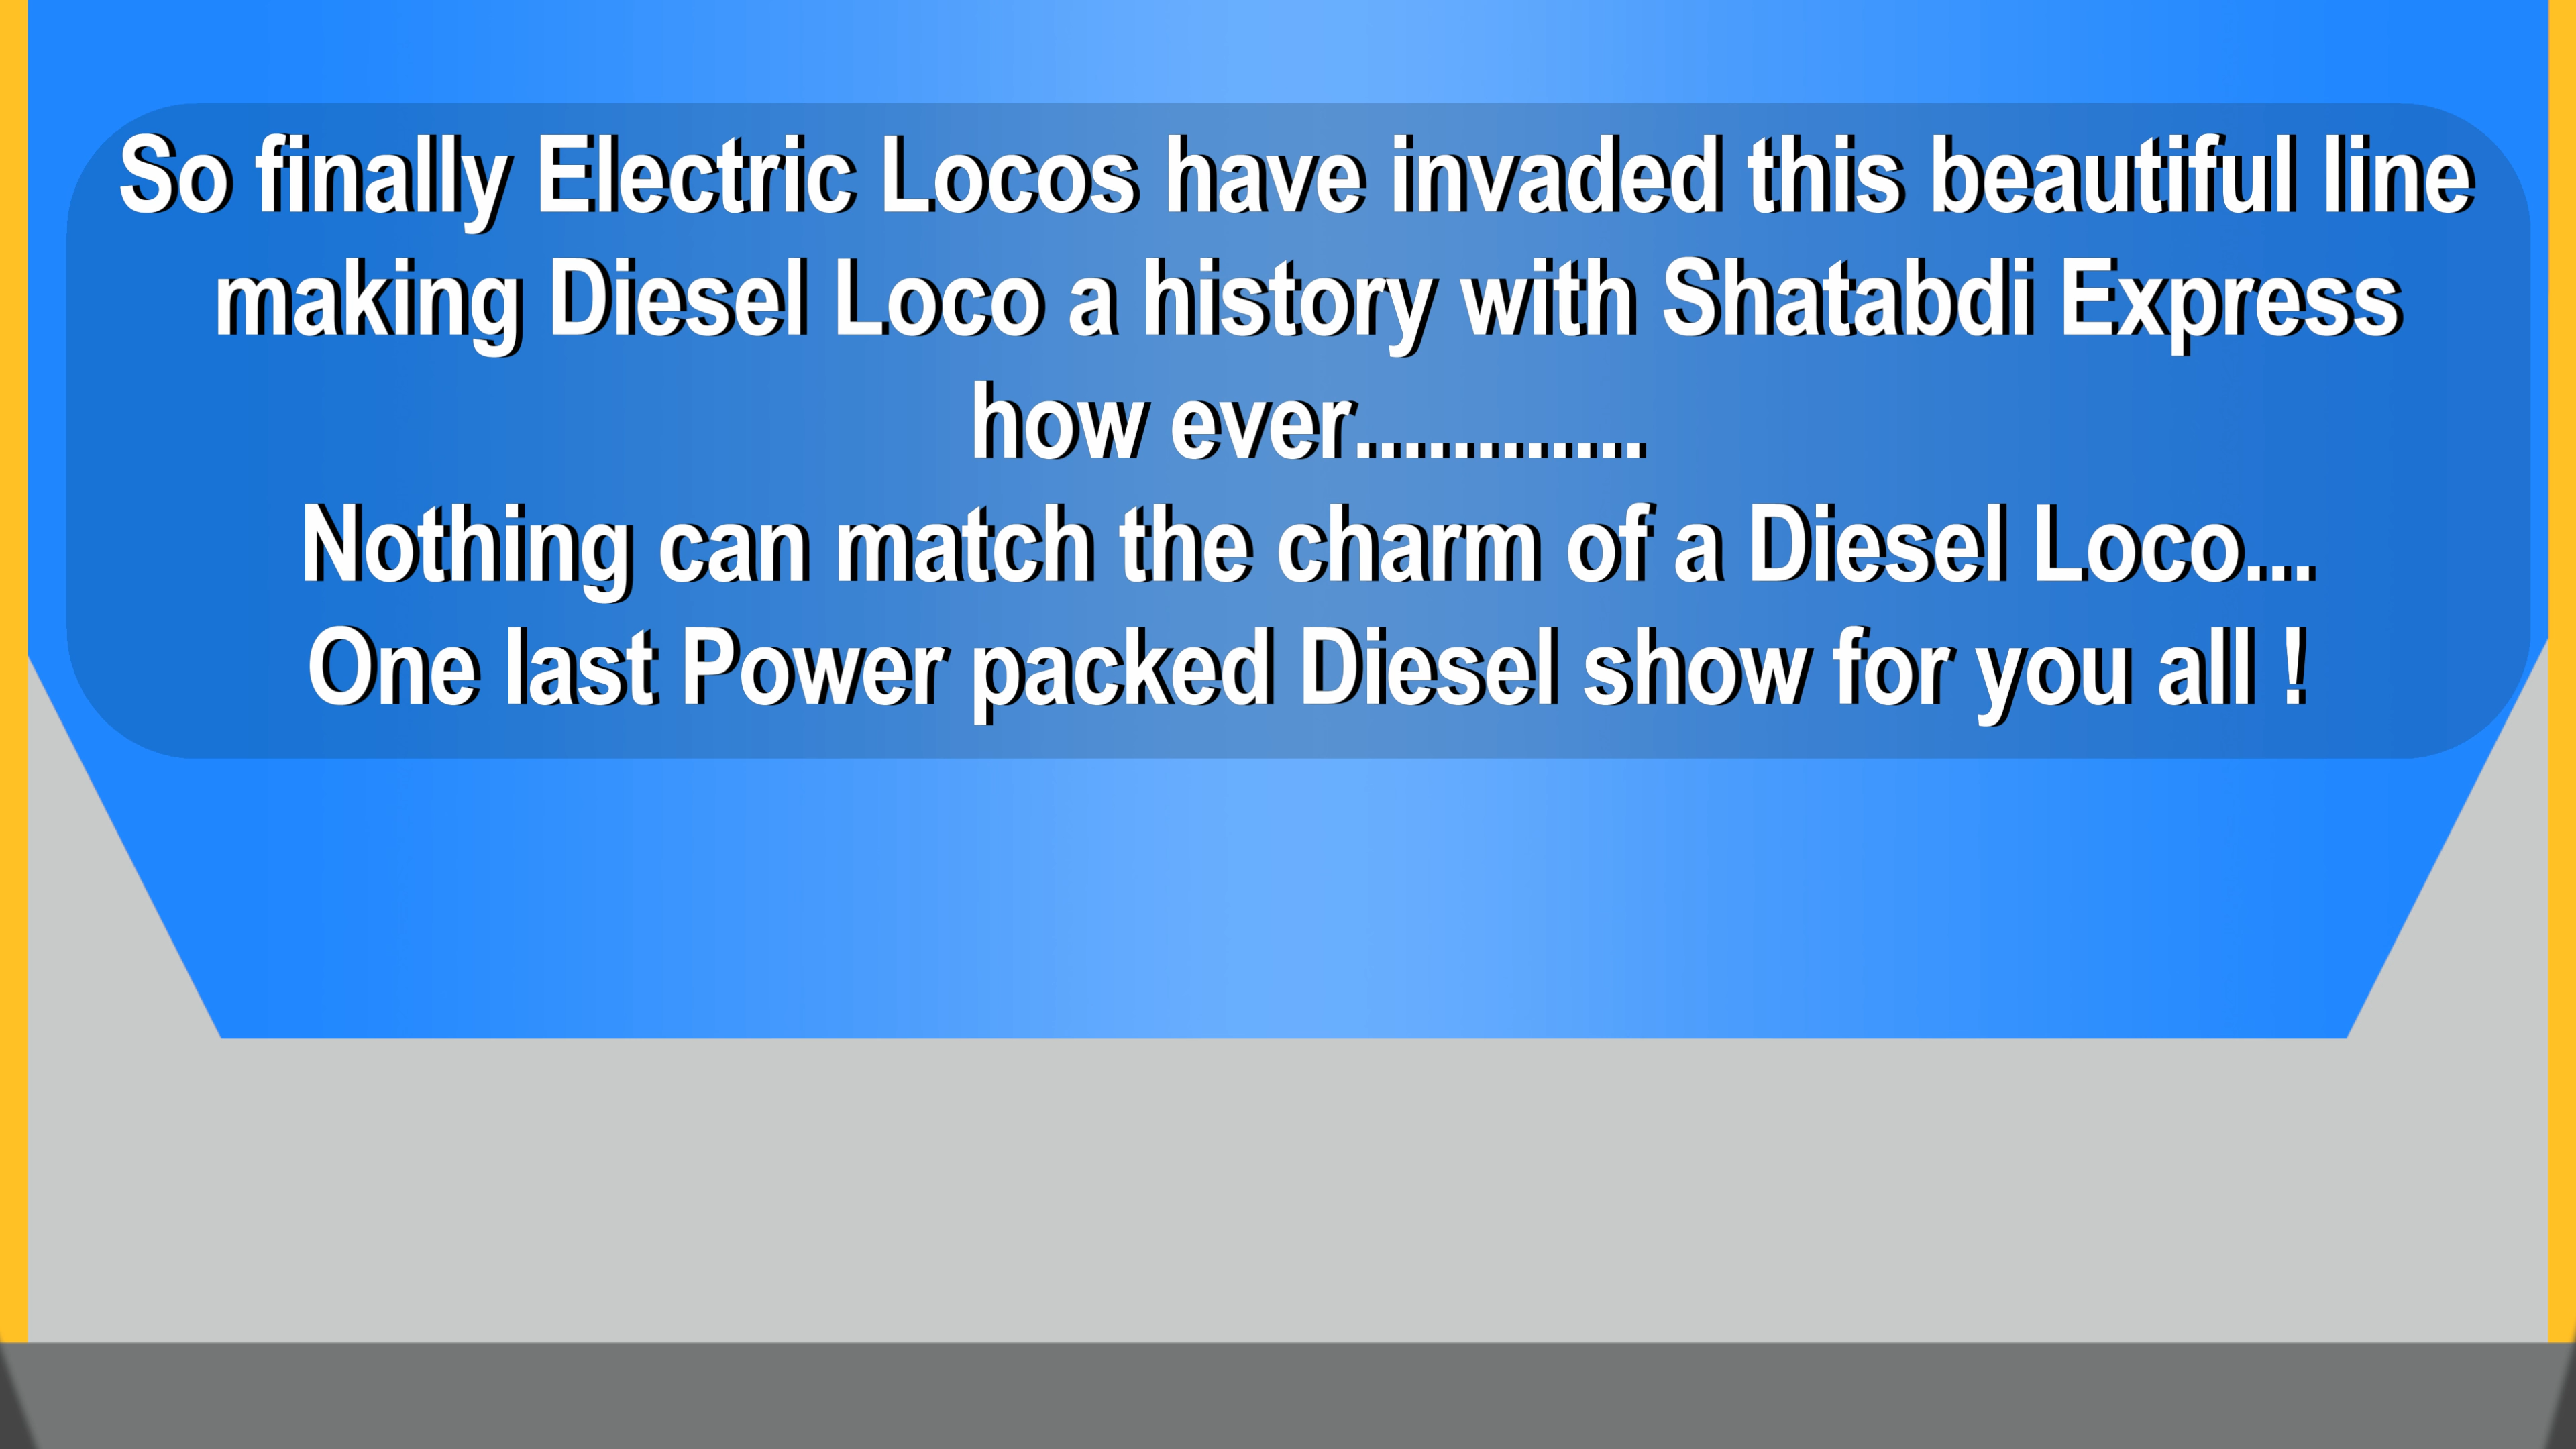 So finally Electric Locos have invaded this beautiful line
making Diesel Loco a history with Shatabdi Express
how ever............
Nothing can match the charm of a Diesel Loco...
One last Power packed Diesel show for you all !